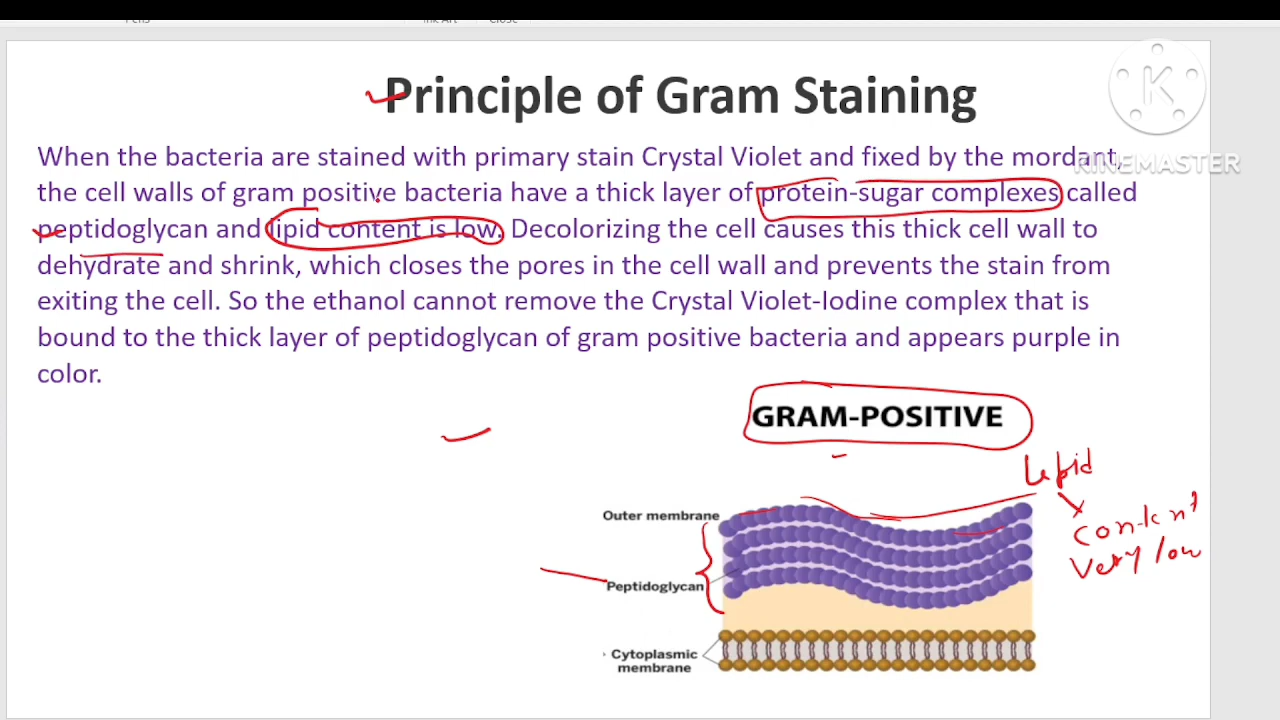 Pens
Ink Art
Close
Principle of Gram Staining
K
KINEMASTER
When the bacteria are stained with primary stain Crystal Violet and fixed by the mordant,
the cell walls of gram positive bacteria have a thick layer of protein-sugar complexes called
peptidoglycan and lipid content is low. Decolorizing the cell causes this thick cell wall to
dehydrate and shrink, which closes the pores in the cell wall and prevents the stain from
exiting the cell. So the ethanol cannot remove the Crystal Violet-Iodine complex that is
bound to the thick layer of peptidoglycan of gram positive bacteria and appears purple in
color.
GRAM-POSITIVE
Lipid
Content
Very low
Outer membrane
Peptidoglycan
Cytoplasmic
membrane